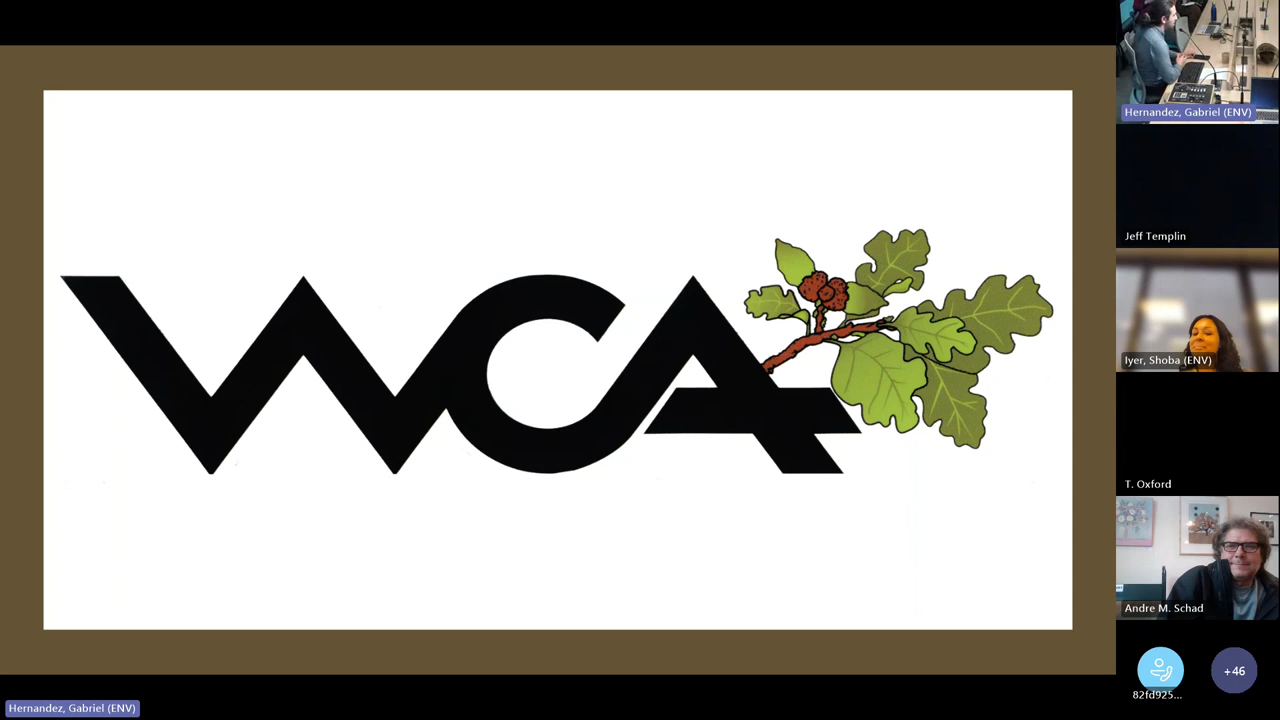 WCA
Hernandez, Gabriel (ENV)
Jeff Templin
Iyer, Shoba (ENV)
T. Oxford
Andre M. Schad
82fd925...
+46
Hernandez, Gabriel (ENV)